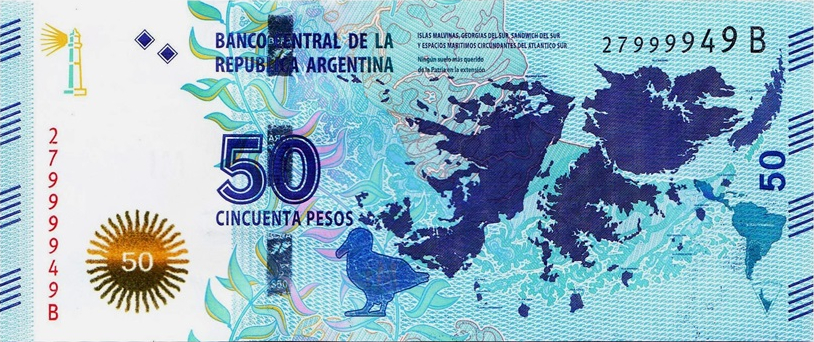 BANCO CENTRAL DE LA
REPUBLICA ARGENTINA
ISLAS MALVINAS, GEORGIAS DEL SUR, SANDWICH DEL SUR
Y ESPACIOS MARITIMOS CIRCUNDANTES DEL ATLANTICO SUR
Ningún suelo más querido
de la Patria en la extensión
27999949 B
27999949B
50
CINCUENTA PESOS
50
50